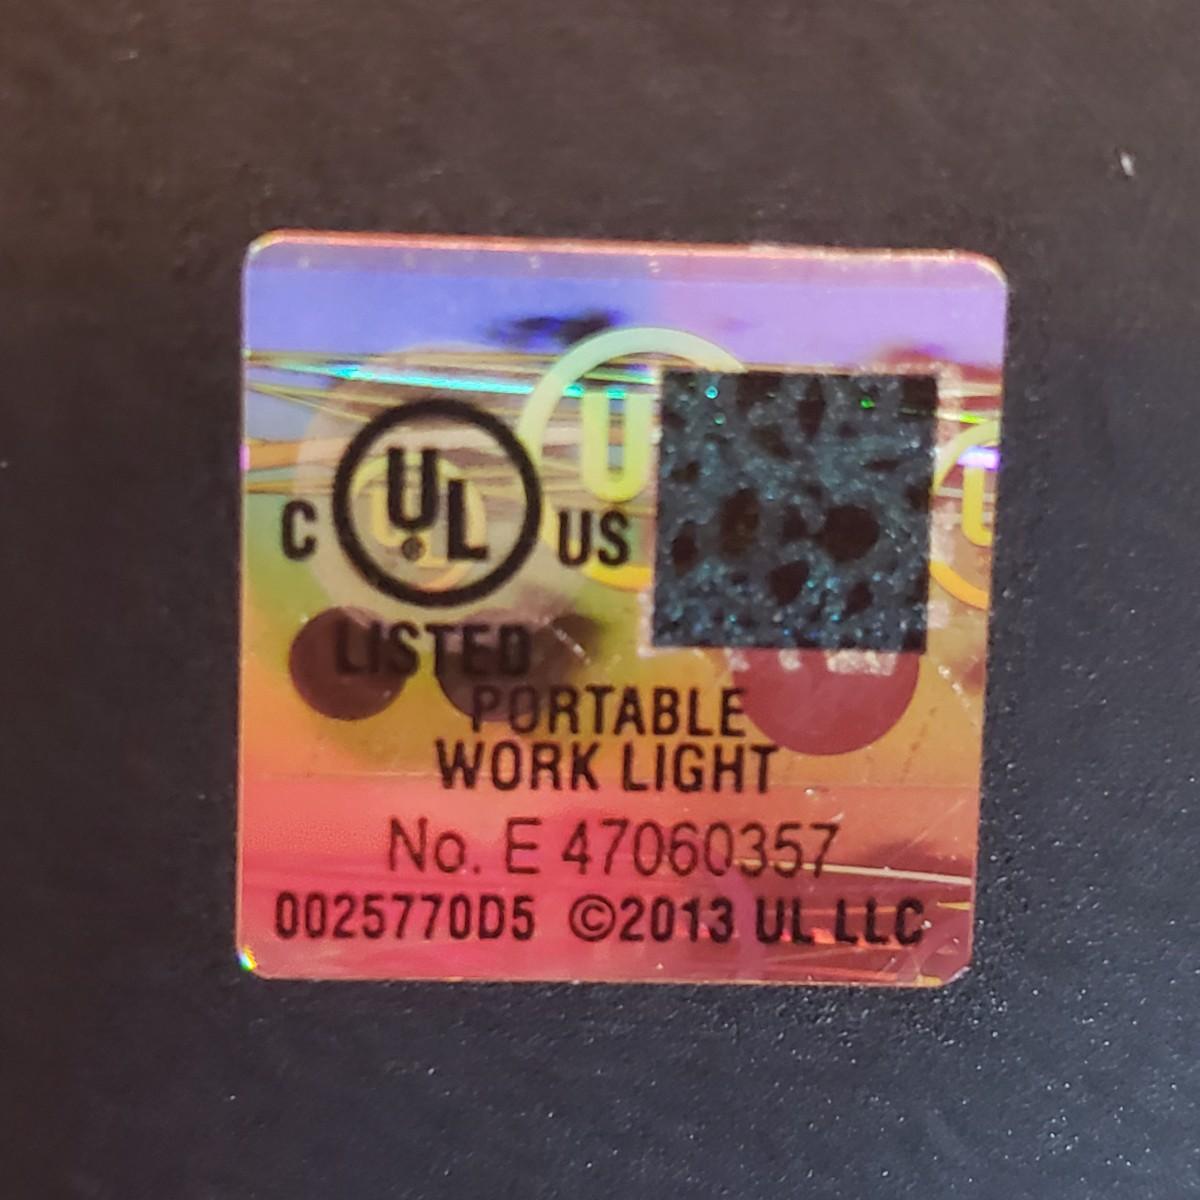 C UL® US
LISTED
PORTABLE
WORK LIGHT
No. E 47060357
0025770D5 ©2013 UL LLC